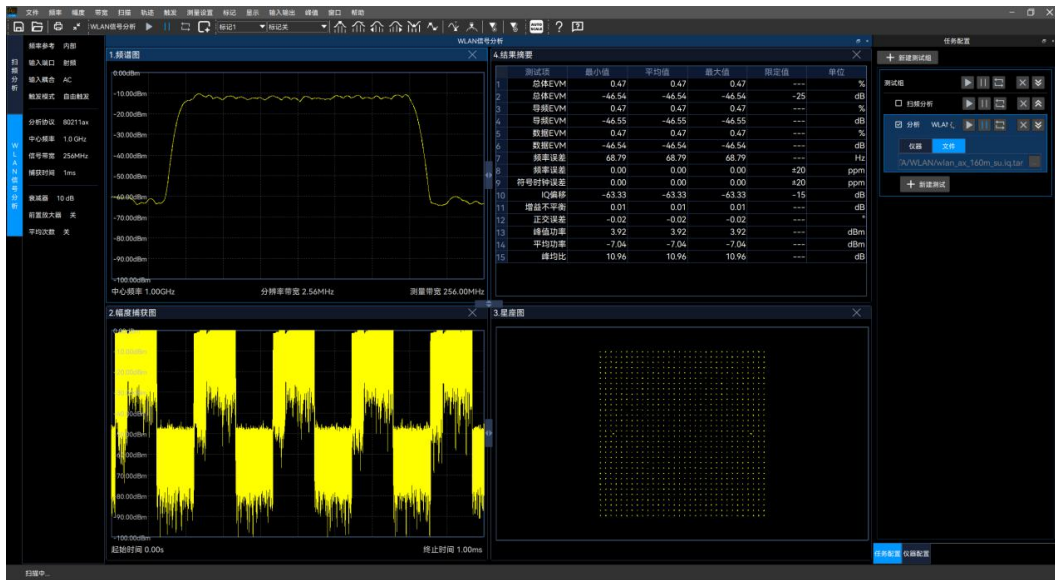 文件 频率 幅度 带宽 扫描 轨迹 触发 测量设置 标记 显示 输入输出 峰值 窗口 帮助
WLAN信号分析 标记1 标记关 AUTO SCALE
WLAN信号分析
任务配置
扫频分析
WLAN信号分析
频率参考 内部
输入端口 射频
输入耦合 AC
触发模式 自由触发
分析协议 80211ax
中心频率 1.0 GHz
信号带宽 256MHz
捕获时间 1ms
衰减器 10 dB
前置放大器 关
平均次数 关
1.频谱图
0.00dBm
-10.00dBm
-20.00dBm
-30.00dBm
-40.00dBm
-50.00dBm
-60.00dBm
-70.00dBm
-80.00dBm
-90.00dBm
-100.00dBm
中心频率 1.00GHz 分辨率带宽 2.56MHz 测量带宽 256.00MHz
4.结果摘要
测试项 最小值 平均值 最大值 限定值 单位
1 总体EVM 0.47 0.47 0.47 --- %
2 总体EVM -46.54 -46.54 -46.54 -25 dB
3 导频EVM 0.47 0.47 0.47 --- %
4 导频EVM -46.55 -46.55 -46.55 --- dB
5 数据EVM 0.47 0.47 0.47 --- %
6 数据EVM -46.54 -46.54 -46.54 --- dB
7 频率误差 68.79 68.79 68.79 --- Hz
8 频率误差 0.00 0.00 0.00 ±20 ppm
9 符号时钟误差 0.00 0.00 0.00 ±20 ppm
10 IQ偏移 -63.33 -63.33 -63.33 -15 dB
11 增益不平衡 0.01 0.01 0.01 --- dB
12 正交误差 -0.02 -0.02 -0.02 --- °
13 峰值功率 3.92 3.92 3.92 --- dBm
14 平均功率 -7.04 -7.04 -7.04 --- dBm
15 峰均比 10.96 10.96 10.96 --- dB
2.幅度捕获图
-90.00dBm
-100.00dBm
起始时间 0.00s 终止时间 1.00ms
3.星座图
新建测试组
测试组
扫频分析
分析 WLAN
仪器 文件
A/WLAN/wlan_ax_160m_su.iq.tar ...
新建测试
任务配置 仪器配置
扫描中...